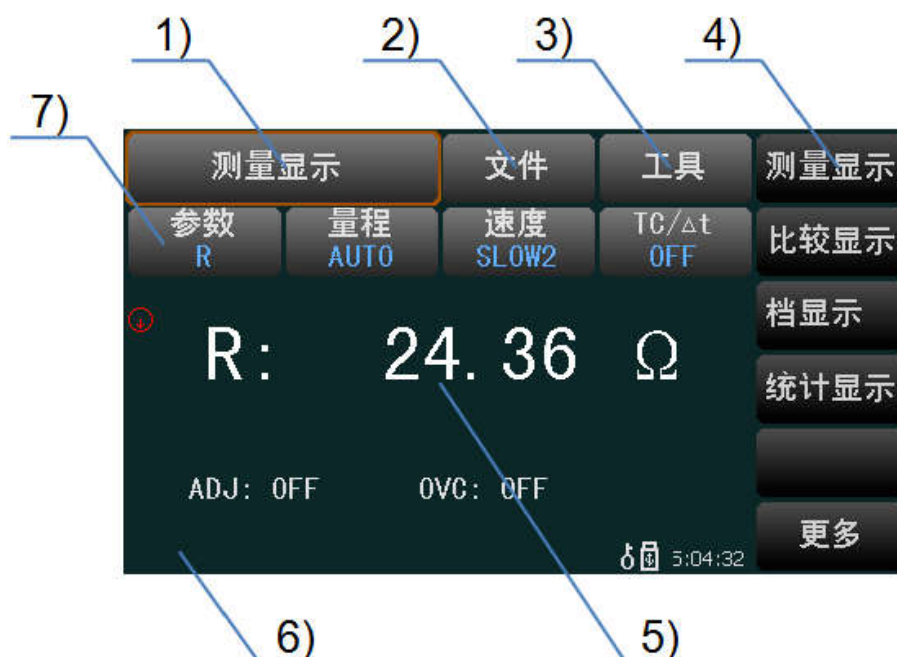 1) 2) 3) 4)
7)
测量显示 文件 工具 测量显示
参数 量程 速度 TC/△t 比较显示
R AUTO SLOW2 OFF
档显示
R: 24.36 Ω
统计显示
ADJ: OFF OVC: OFF
更多
5:04:32
6) 5)